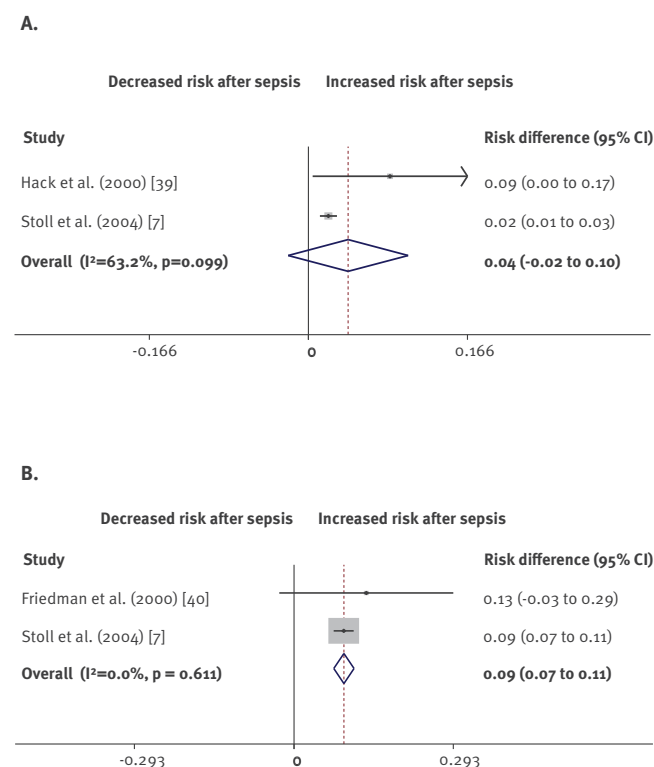 A.
Decreased risk after sepsis Increased risk after sepsis
Study Risk difference (95% CI)
Hack et al. (2000) [39] 0.09 (0.00 to 0.17)
Stoll et al. (2004) [7] 0.02 (0.01 to 0.03)
Overall (I²=63.2%, p=0.099) 0.04 (-0.02 to 0.10)
-0.166 0 0.166
B.
Decreased risk after sepsis Increased risk after sepsis
Study Risk difference (95% CI)
Friedman et al. (2000) [40] 0.13 (-0.03 to 0.29)
Stoll et al. (2004) [7] 0.09 (0.07 to 0.11)
Overall (I²=0.0%, p = 0.611) 0.09 (0.07 to 0.11)
-0.293 0 0.293